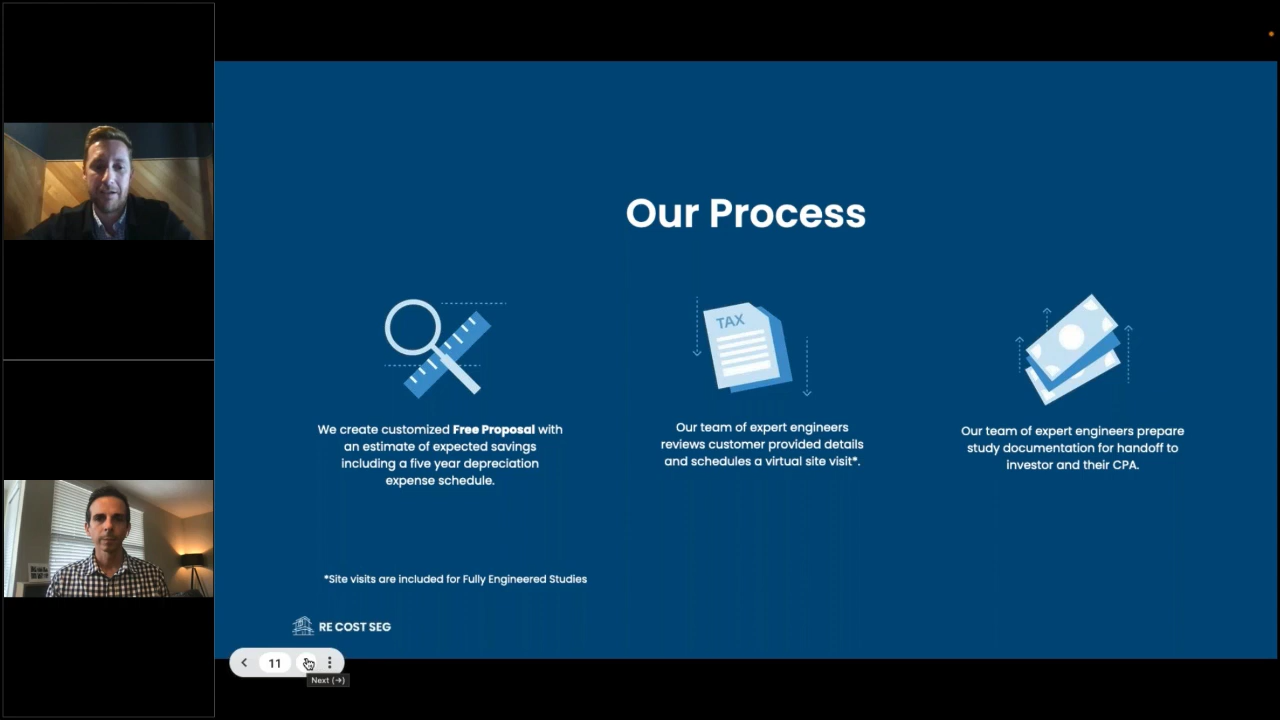 Our Process
TAX
We create customized Free Proposal with
an estimate of expected savings
including a five year depreciation
expense schedule.
Our team of expert engineers
reviews customer provided details
and schedules a virtual site visit*.
Our team of expert engineers prepare
study documentation for handoff to
investor and their CPA.
*Site visits are included for Fully Engineered Studies
RE COST SEG
11
Next (→)